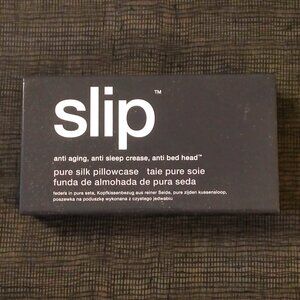 slip™
anti aging, anti sleep crease, anti bed head™
pure silk pillowcase taie pure soie
funda de almohada de pura seda
federa in pura seta, Kopfkissenbezug aus reiner Seide, pure zijden kussensloop,
poszewka na poduszkę wykonana z czystego jedwabiu